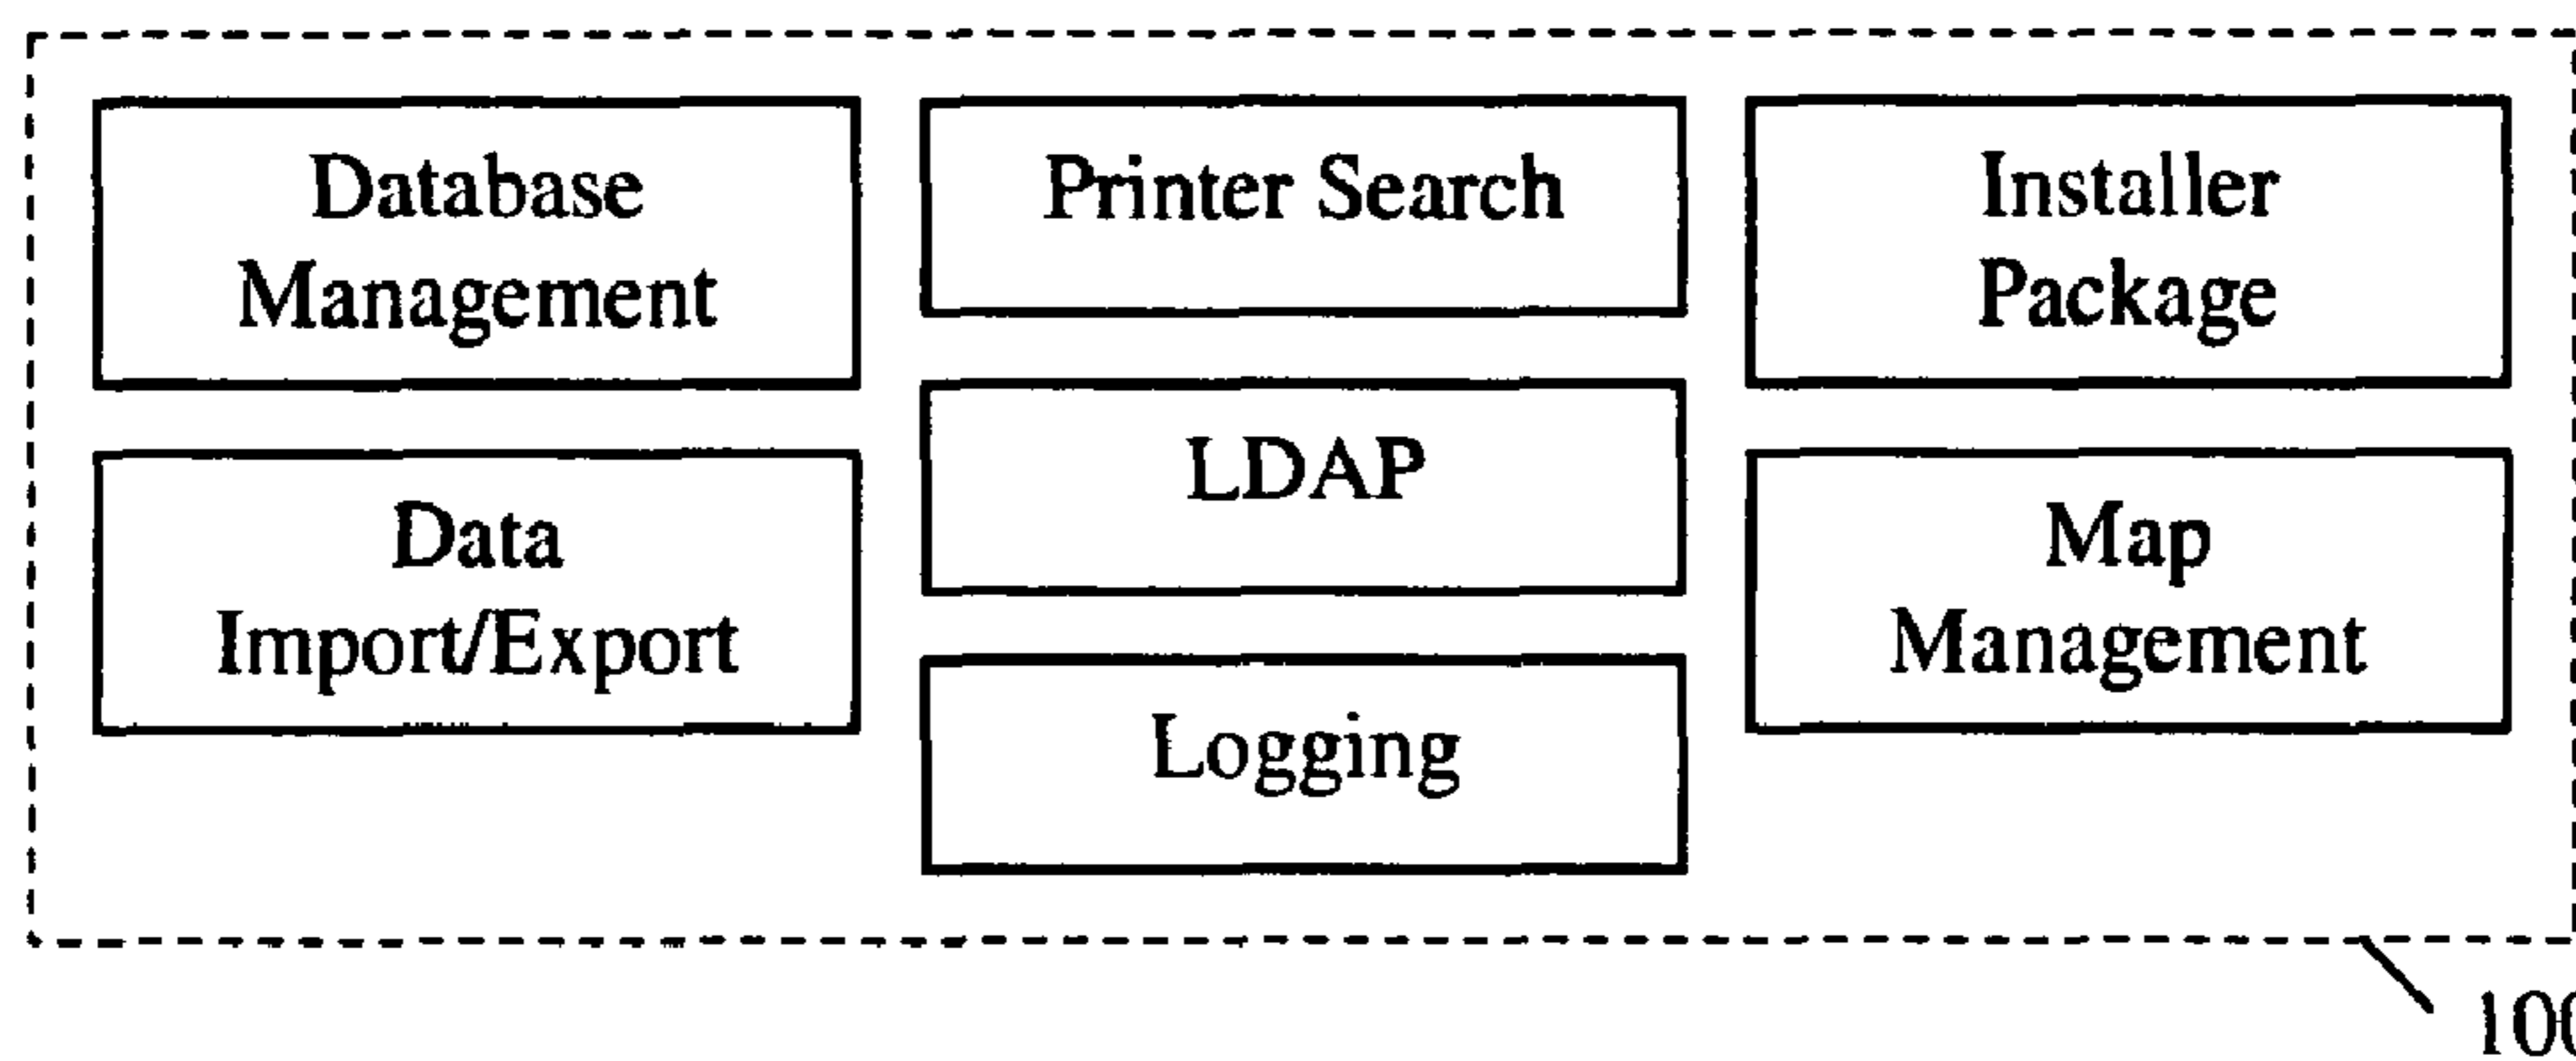 Database
Management
Printer Search
Installer
Package
Data
Import/Export
LDAP
Map
Management
Logging